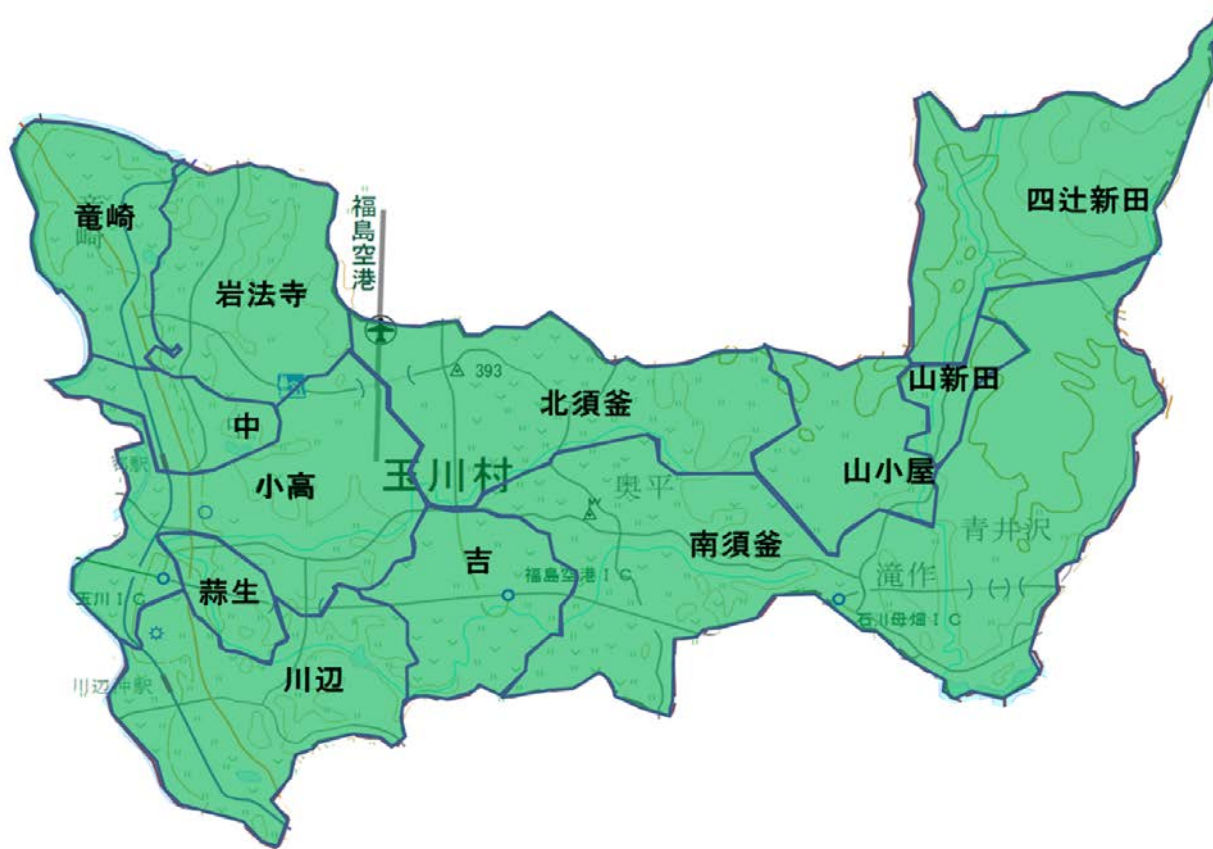 四辻新田
竜崎
福島空港
岩法寺
393
山新田
北須釜
中
山小屋
小高
玉川村
奥平
青井沢
南須釜
吉
滝作
福島空港IC
蒜生
玉川IC
石川母畑IC
川辺
川辺沖駅